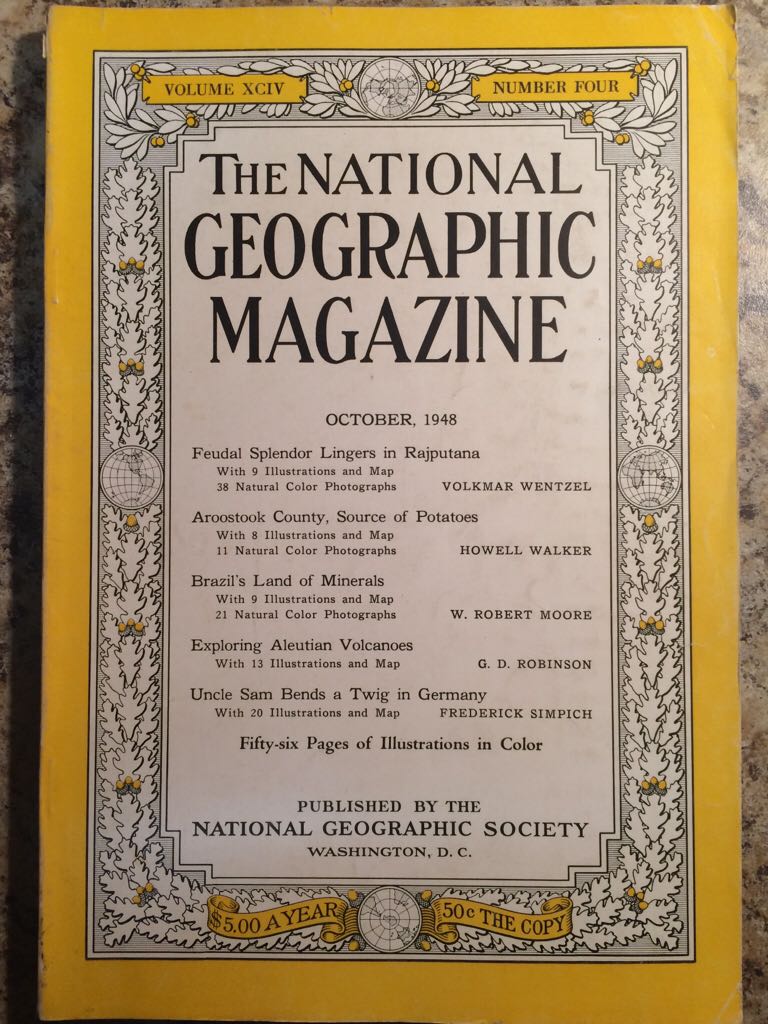 VOLUME XCIV
NUMBER FOUR
THE NATIONAL
GEOGRAPHIC
MAGAZINE
OCTOBER, 1948
Feudal Splendor Lingers in Rajputana
With 9 Illustrations and Map
38 Natural Color Photographs VOLKMAR WENTZEL
Aroostook County, Source of Potatoes
With 8 Illustrations and Map
11 Natural Color Photographs HOWELL WALKER
Brazil's Land of Minerals
With 9 Illustrations and Map
21 Natural Color Photographs W. ROBERT MOORE
Exploring Aleutian Volcanoes
With 13 Illustrations and Map G. D. ROBINSON
Uncle Sam Bends a Twig in Germany
With 20 Illustrations and Map FREDERICK SIMPICH
Fifty-six Pages of Illustrations in Color
PUBLISHED BY THE
NATIONAL GEOGRAPHIC SOCIETY
WASHINGTON, D. C.
$5.00 A YEAR
50c THE COPY